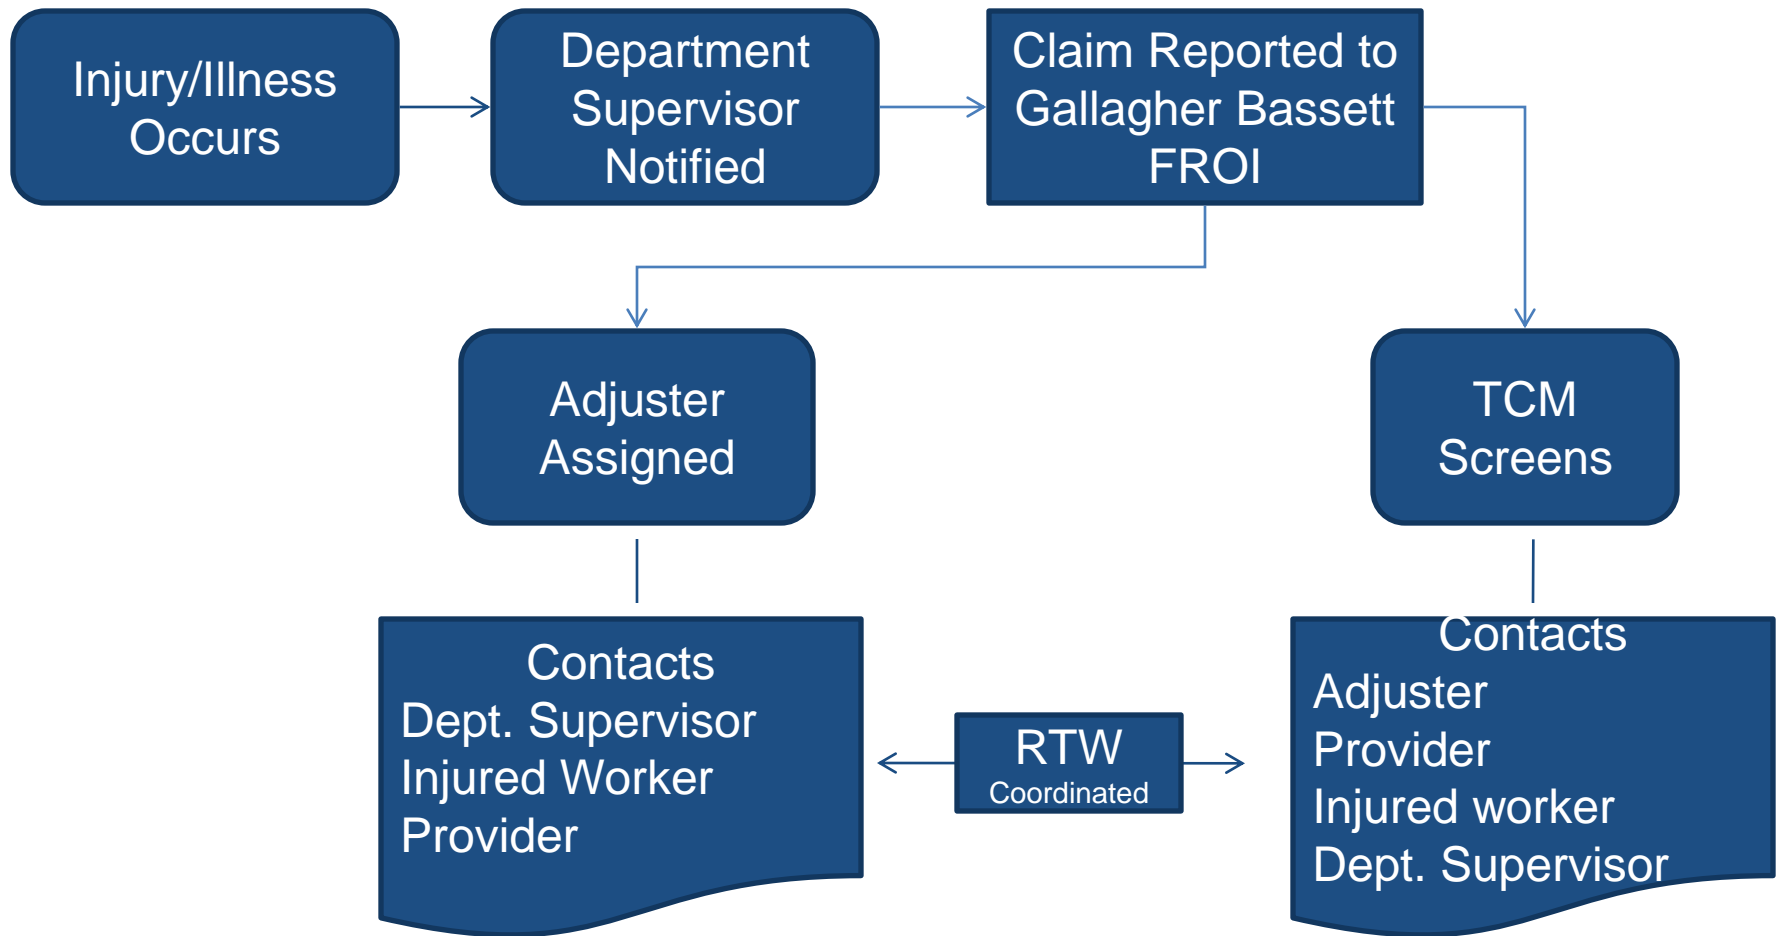 Injury/Illness
Occurs
Department
Supervisor
Notified
Claim Reported to
Gallagher Bassett
FROI
Adjuster
Assigned
TCM
Screens
Contacts
Dept. Supervisor
Injured Worker
Provider
RTW
Coordinated
Contacts
Adjuster
Provider
Injured worker
Dept. Supervisor